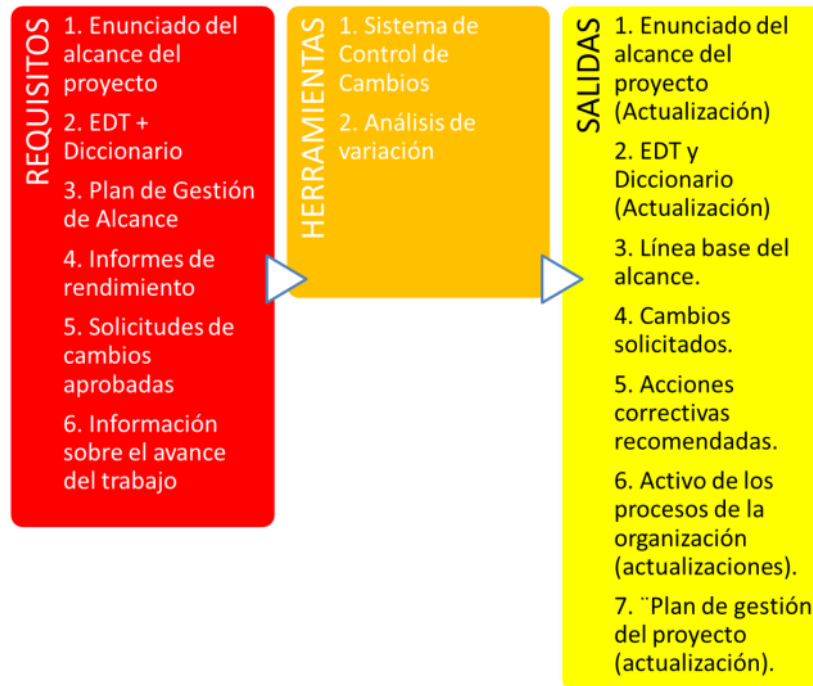 REQUISITOS
1. Enunciado del
alcance del
proyecto
2. EDT +
Diccionario
3. Plan de Gestión
de Alcance
4. Informes de
rendimiento
5. Solicitudes de
cambios
aprobadas
6. Información
sobre el avance
del trabajo
HERRAMIENTAS
1. Sistema de
Control de
Cambios
2. Análisis de
variación
SALIDAS
1. Enunciado del
alcance del
proyecto
(Actualización)
2. EDT y
Diccionario
(Actualización)
3. Línea base del
alcance.
4. Cambios
solicitados.
5. Acciones
correctivas
recomendadas.
6. Activo de los
procesos de la
organización
(actualizaciones).
7. ¨Plan de gestión
del proyecto
(actualización).